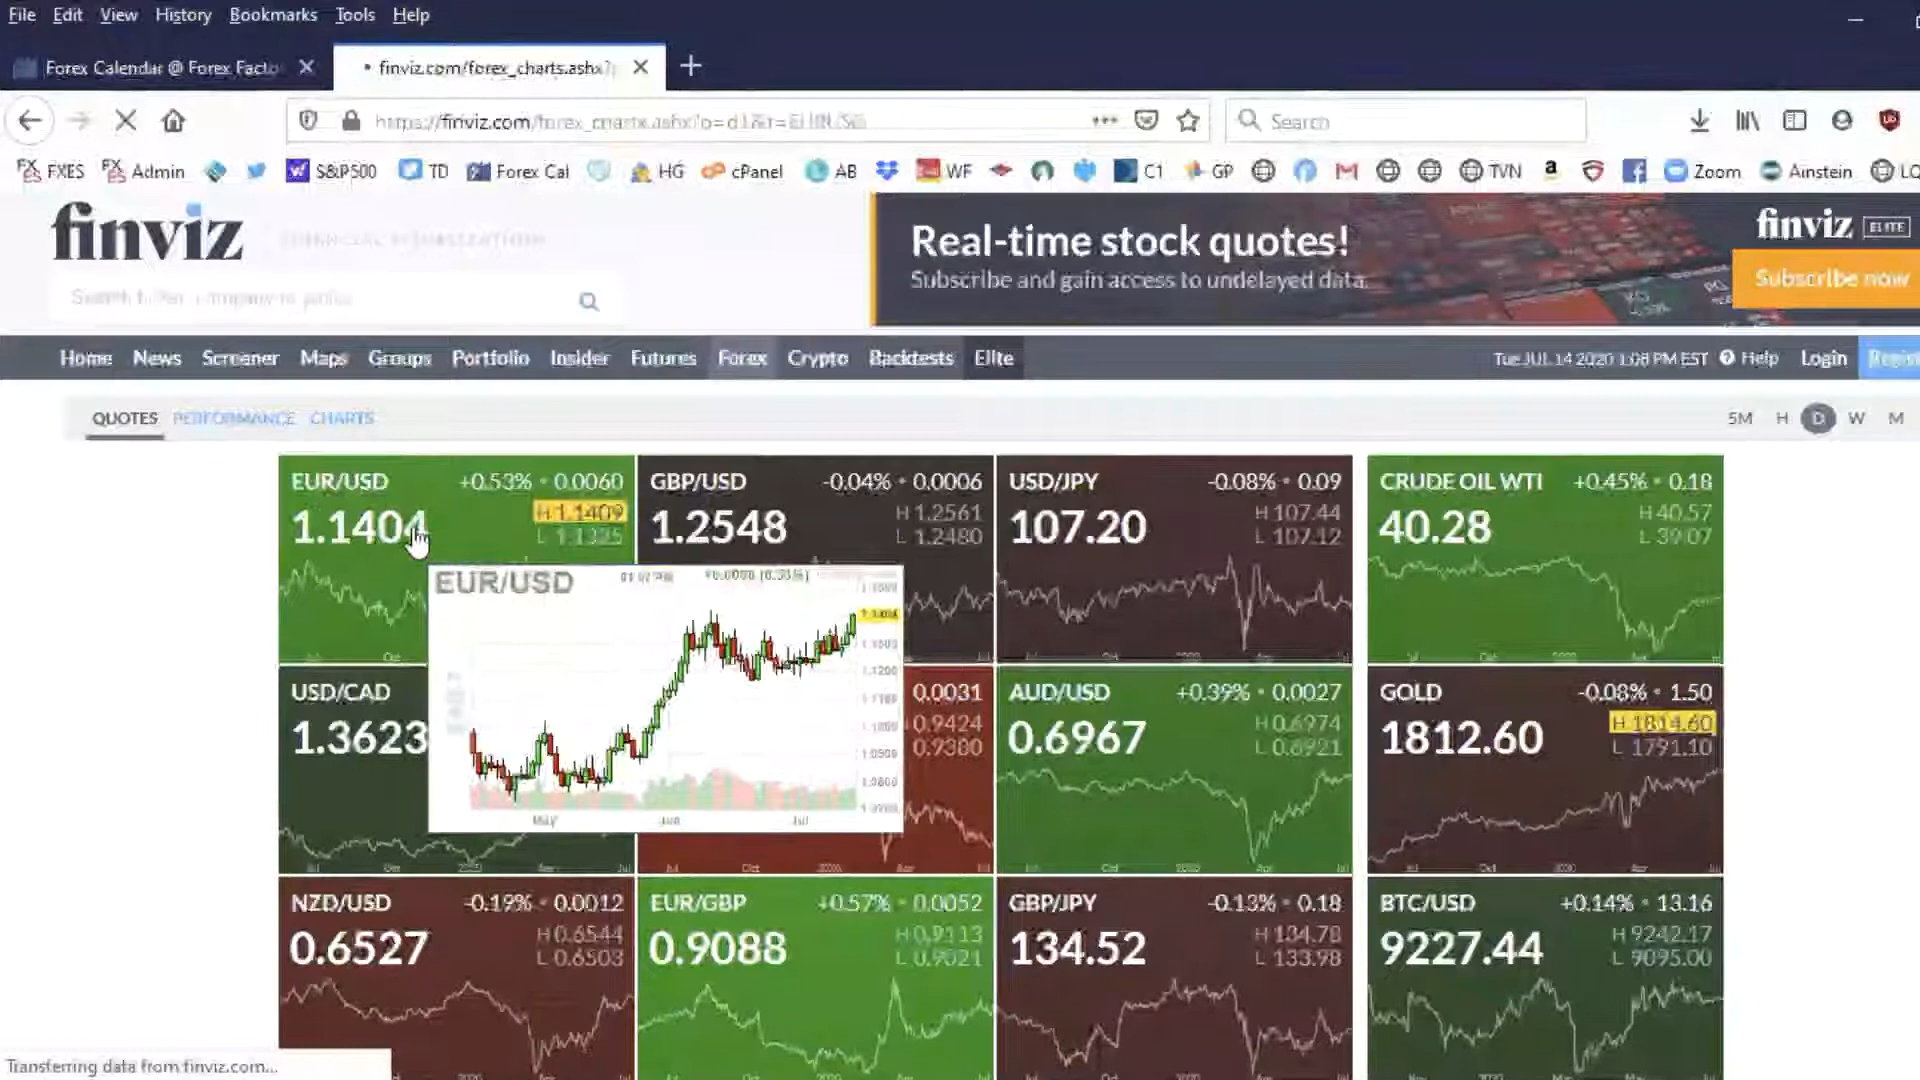 File Edit View History Bookmarks Tools Help
Forex Calendar @ Forex Facto
finviz.com/forex_charts.ashx?
Search
FXES Admin S&P500 TD Forex Cal HG cPanel AB WF C1 GP TVN Zoom Ainstein
finviz
Real-time stock quotes!
Subscribe and gain access to undelayed data.
finviz ELITE
Subscribe now
Home News Screener Maps Groups Portfolio Insider Futures Forex Crypto Backtests Elite
Tue JUL 14 2020 1:08 PM EST Help Login
QUOTES PERFORMANCE CHARTS
5M H D W M
EUR/USD +0.53% • 0.0060
1.1404
H 1.1409
L 1.1325
GBP/USD -0.04% • 0.0006
1.2548
H 1.2561
L 1.2480
USD/JPY -0.08% • 0.09
107.20
H 107.44
L 107.12
CRUDE OIL WTI +0.45% • 0.18
40.28
H 40.57
L 39.07
EUR/USD
May Jun Jul
USD/CAD
1.3623
0.0031
0.9424
0.9380
AUD/USD +0.39% • 0.0027
0.6967
H 0.6974
L 0.6921
GOLD -0.08% • 1.50
1812.60
H 1814.60
L 1791.10
NZD/USD -0.19% • 0.0012
0.6527
H 0.6544
L 0.6503
EUR/GBP +0.57% • 0.0052
0.9088
H 0.9113
L 0.9021
GBP/JPY -0.13% • 0.18
134.52
H 134.78
L 133.98
BTC/USD +0.14% • 13.16
9227.44
H 9242.17
L 9095.00
Transferring data from finviz.com...